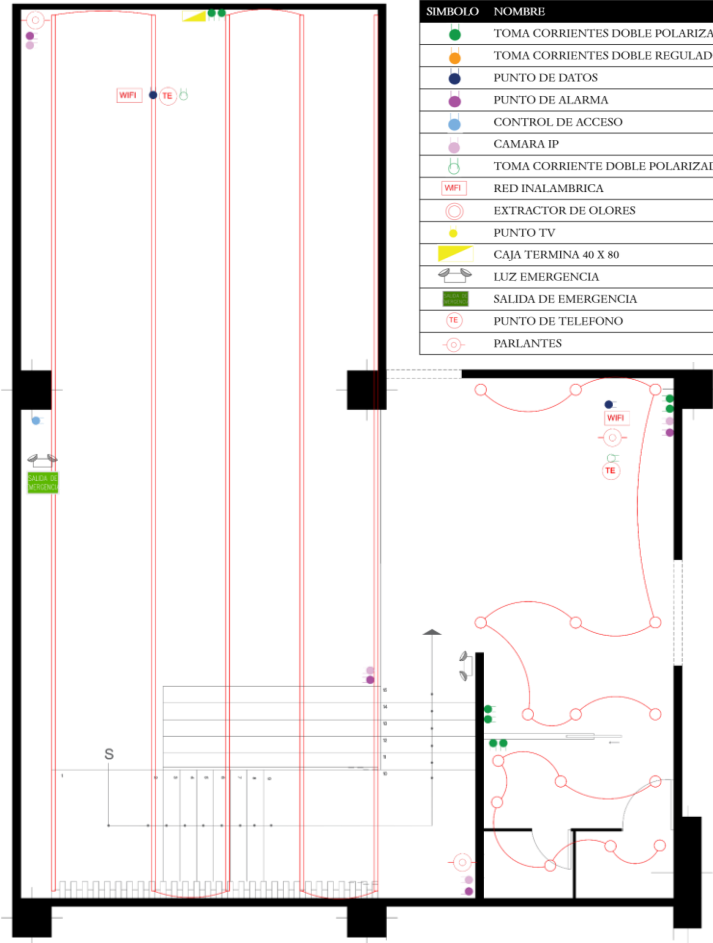 SIMBOLO NOMBRE
TOMA CORRIENTES DOBLE POLARIZA
TOMA CORRIENTES DOBLE REGULAD
PUNTO DE DATOS
PUNTO DE ALARMA
CONTROL DE ACCESO
CAMARA IP
TOMA CORRIENTE DOBLE POLARIZAD
WIFI RED INALAMBRICA
EXTRACTOR DE OLORES
PUNTO TV
CAJA TERMINA 40 X 80
LUZ EMERGENCIA
SALIDA DE EMERGENCIA
TE PUNTO DE TELEFONO
PARLANTES
WIFI TE
WIFI
TE
SALIDA DE
S